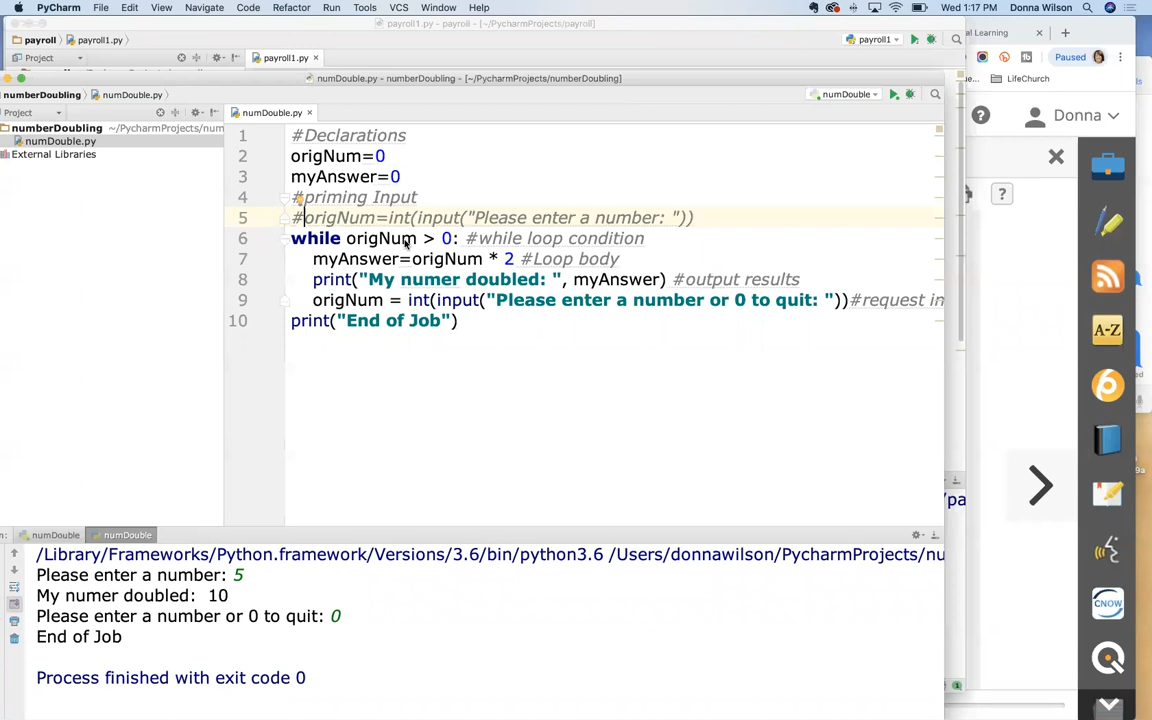 PyCharm File Edit View Navigate Code Refactor Run Tools VCS Window Help Wed 1:17 PM Donna Wilson
payroll1.py - payroll - [~/PycharmProjects/payroll]
payroll payroll1.py payroll1
Project payroll1.py
al Learning
Paused
LifeChurch
numDouble.py - numberDoubling - [~/PycharmProjects/numberDoubling]
numberDoubling numDouble.py numDouble
Project numDouble.py
numberDoubling ~/PycharmProjects/num
numDouble.py
External Libraries
Donna
1 #Declarations
2 origNum=0
3 myAnswer=0
4 #priming Input
5 #origNum=int(input("Please enter a number: "))
6 while origNum > 0: #while loop condition
7 myAnswer=origNum * 2 #Loop body
8 print("My numer doubled: ", myAnswer) #output results
9 origNum = int(input("Please enter a number or 0 to quit: "))#request in
10 print("End of Job")
A-Z
CNOW
/pa
n: numDouble numDouble
/Library/Frameworks/Python.framework/Versions/3.6/bin/python3.6 /Users/donnawilson/PycharmProjects/nu
Please enter a number: 5
My numer doubled:  10
Please enter a number or 0 to quit: 0
End of Job
Process finished with exit code 0